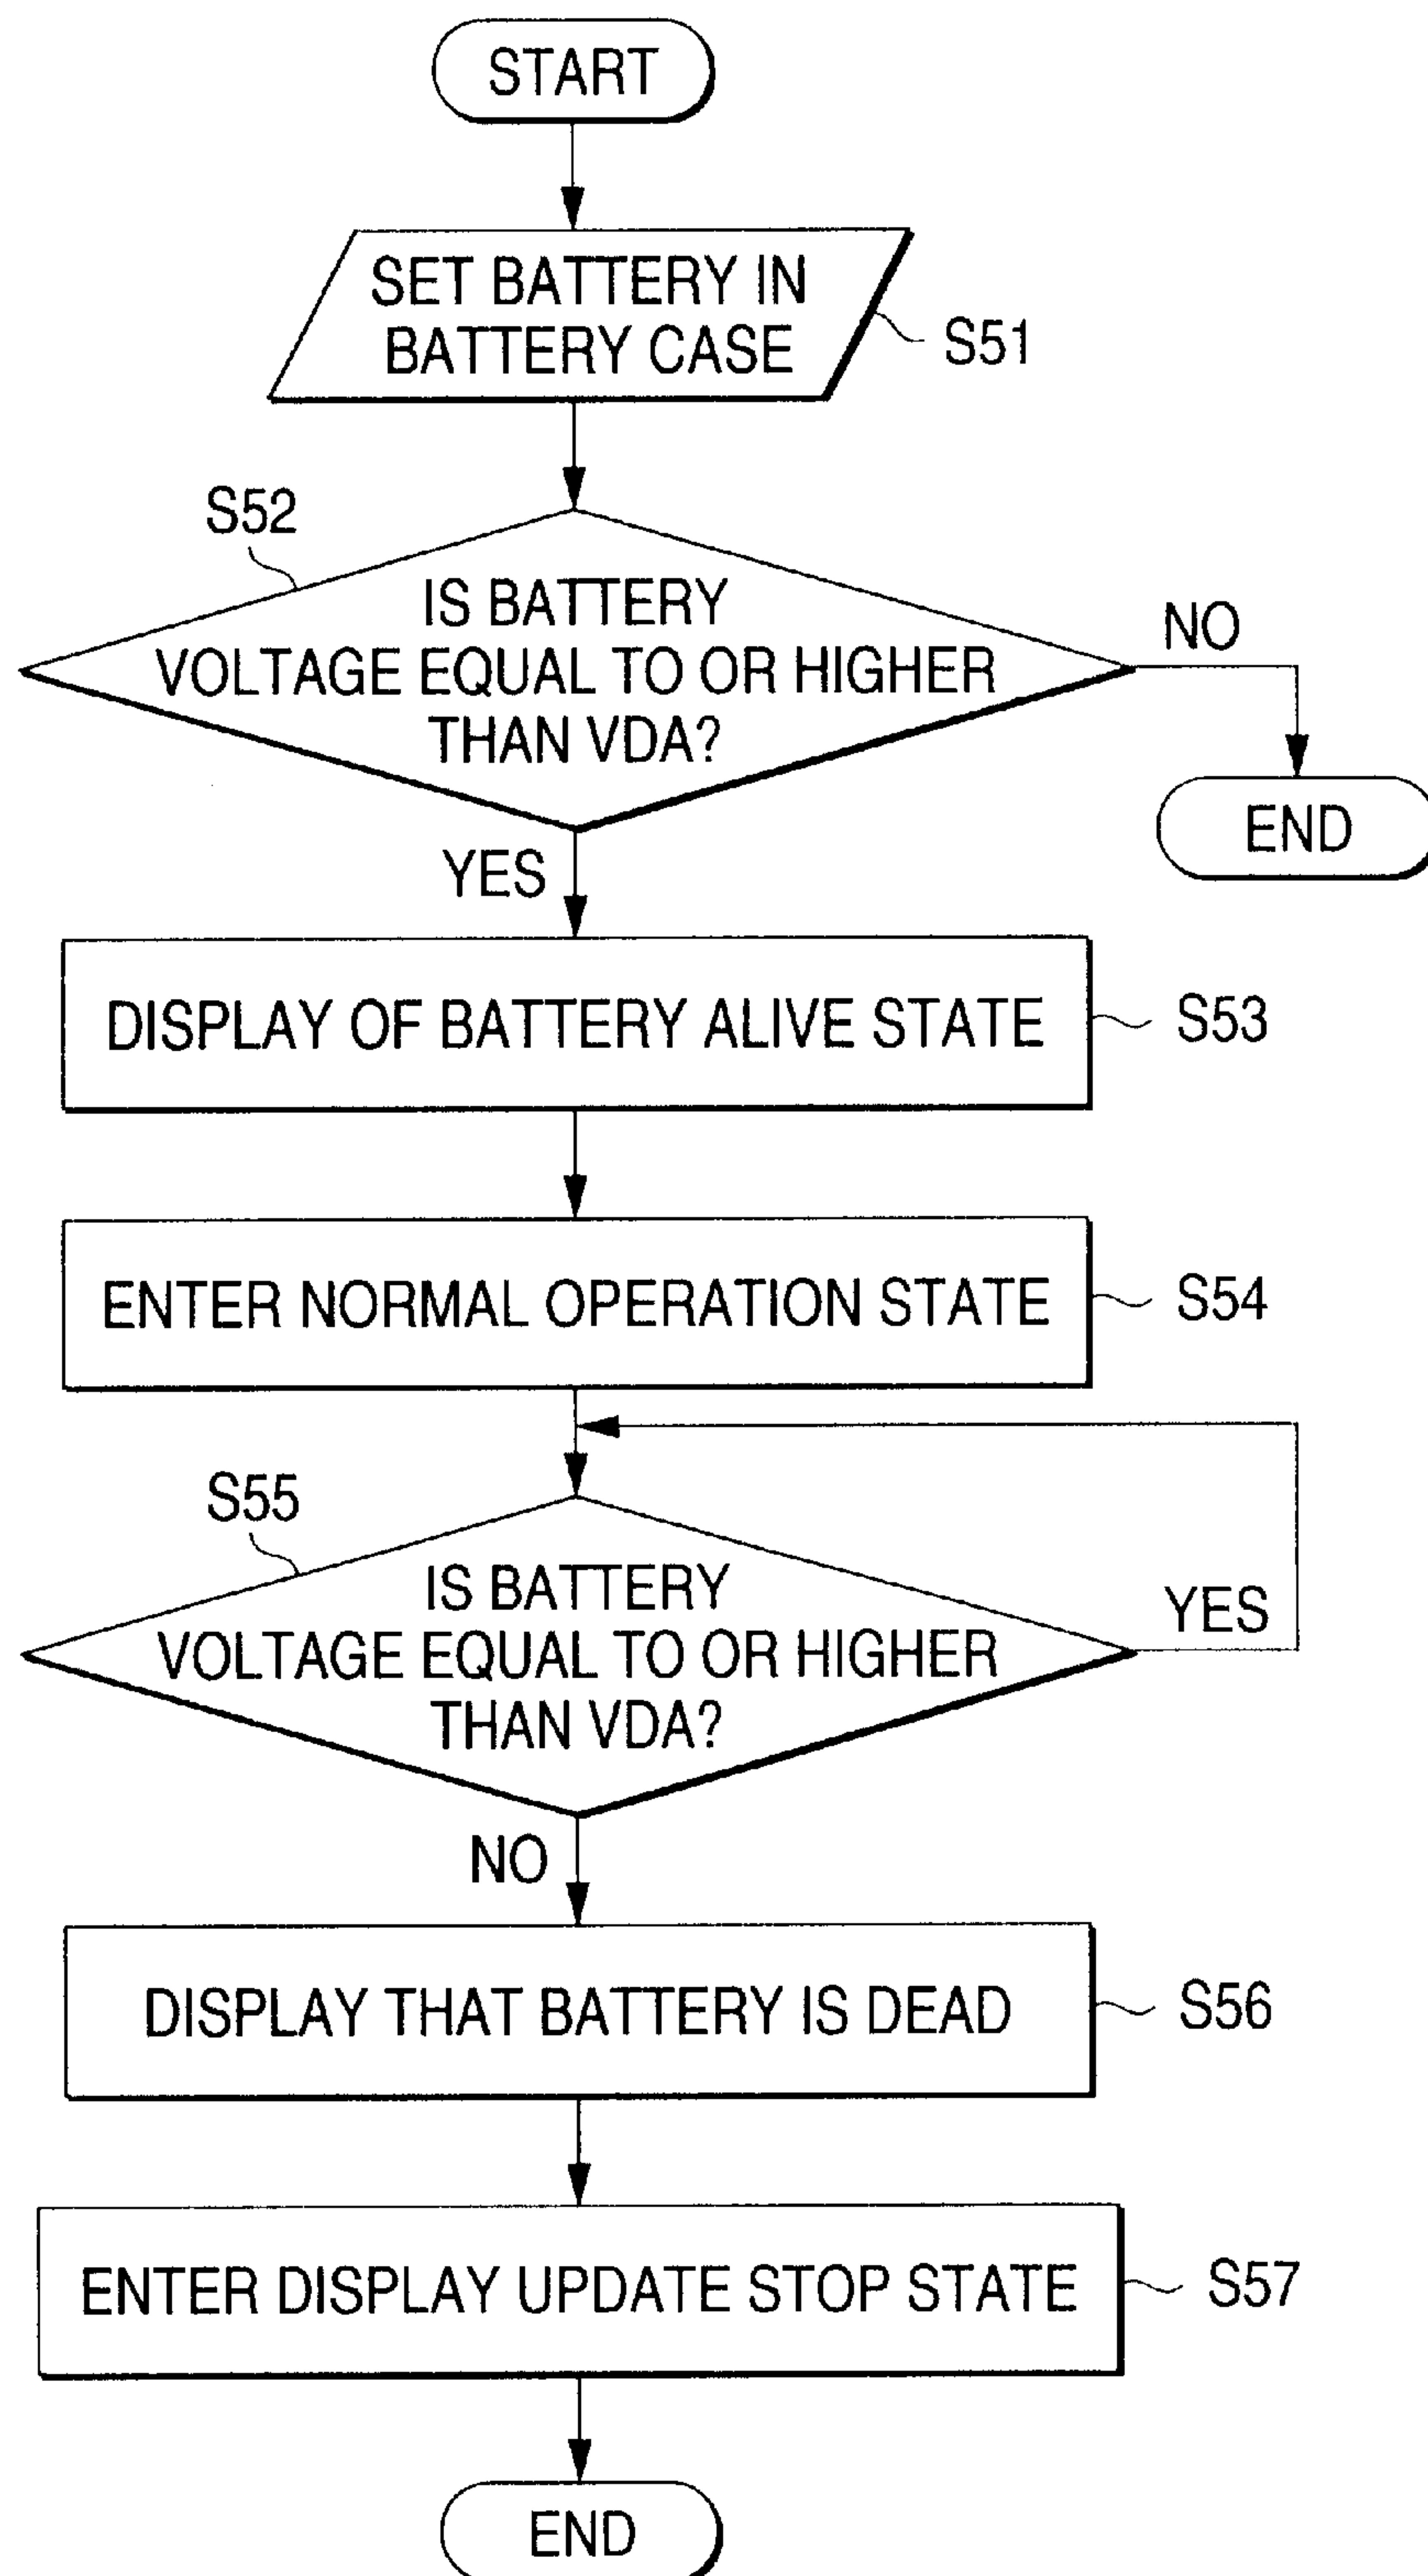 START
SET BATTERY IN
BATTERY CASE
S51
S52
IS BATTERY
VOLTAGE EQUAL TO OR HIGHER
THAN VDA?
NO
END
YES
DISPLAY OF BATTERY ALIVE STATE
S53
ENTER NORMAL OPERATION STATE
S54
S55
IS BATTERY
VOLTAGE EQUAL TO OR HIGHER
THAN VDA?
YES
NO
DISPLAY THAT BATTERY IS DEAD
S56
ENTER DISPLAY UPDATE STOP STATE
S57
END